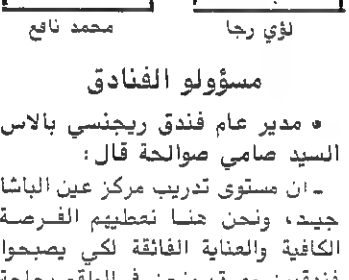 لؤي رجا
محمد نافع
مسؤولو الفنادق
• مدير عام فندق ريجنسي بالاس
السيد صامي صوالحة قال :
ـ ان مستوى تدريب مركز عين الباشا
جيد ، ونحن هنا نعطيهم الفرصة
الكافية والعناية الفائقة لكي يصبحوا